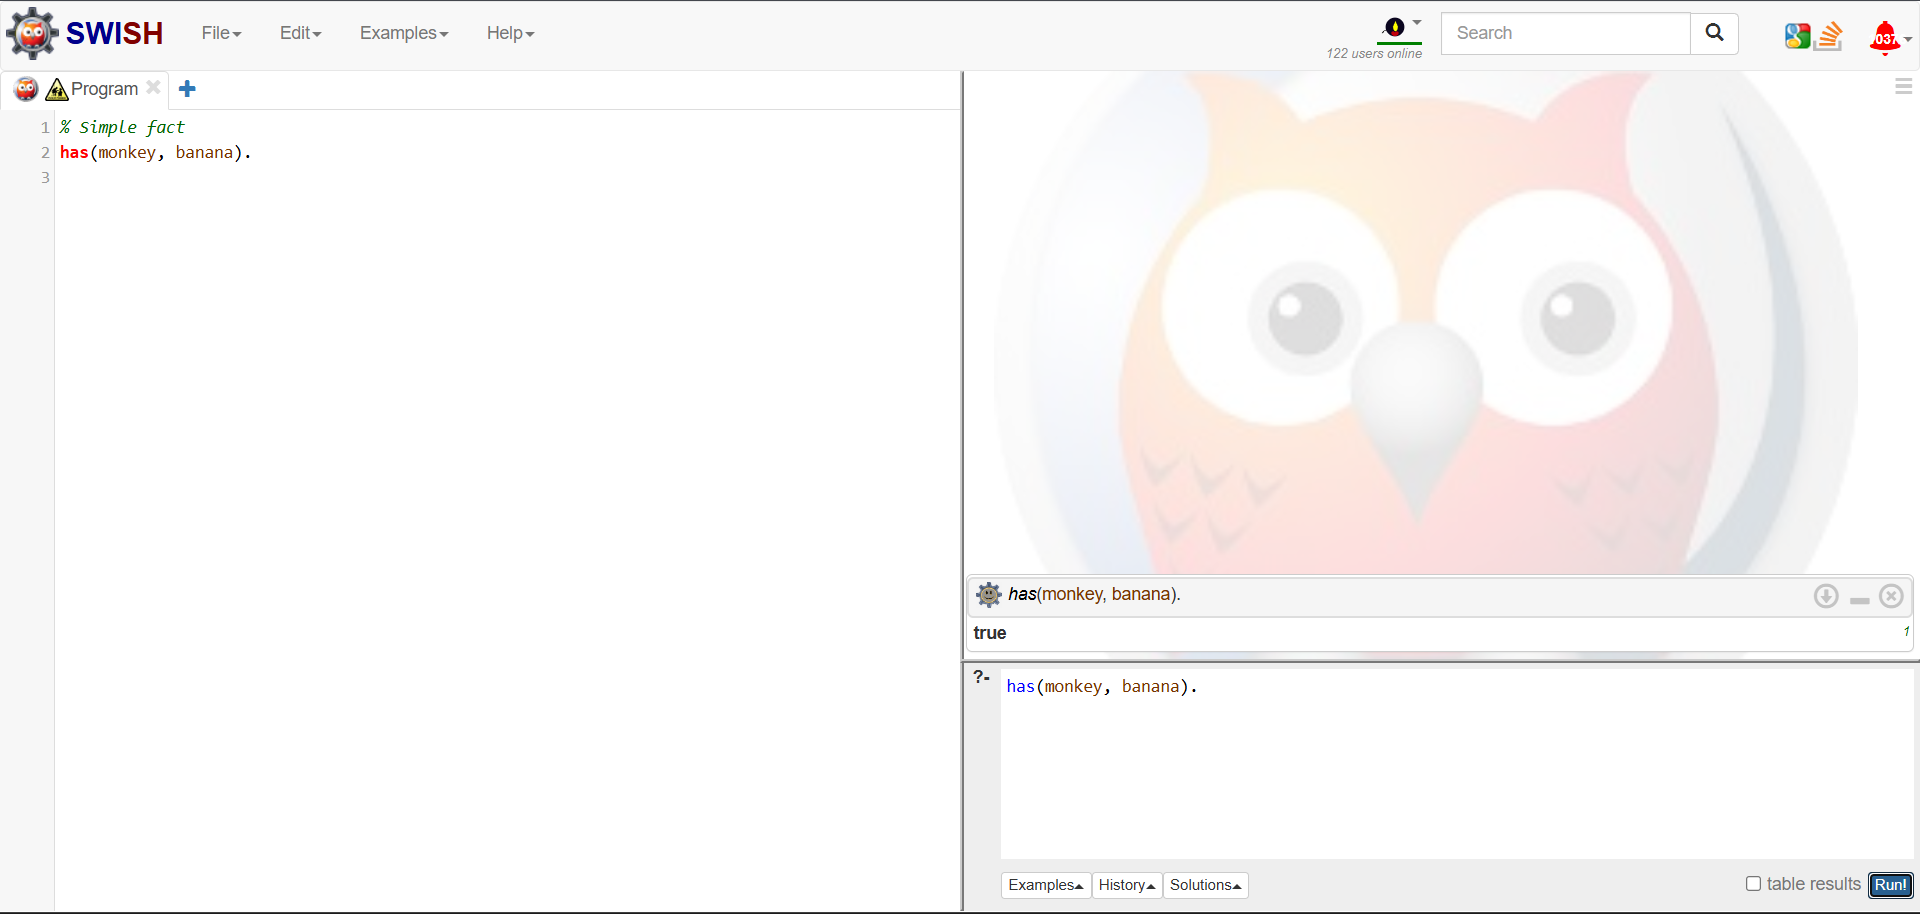 SWISH File Edit Examples Help
122 users online
Search
037
Program
1 % Simple fact
2 has(monkey, banana).
3
has(monkey, banana).
true 1
?- has(monkey, banana).
Examples History Solutions table results Run!